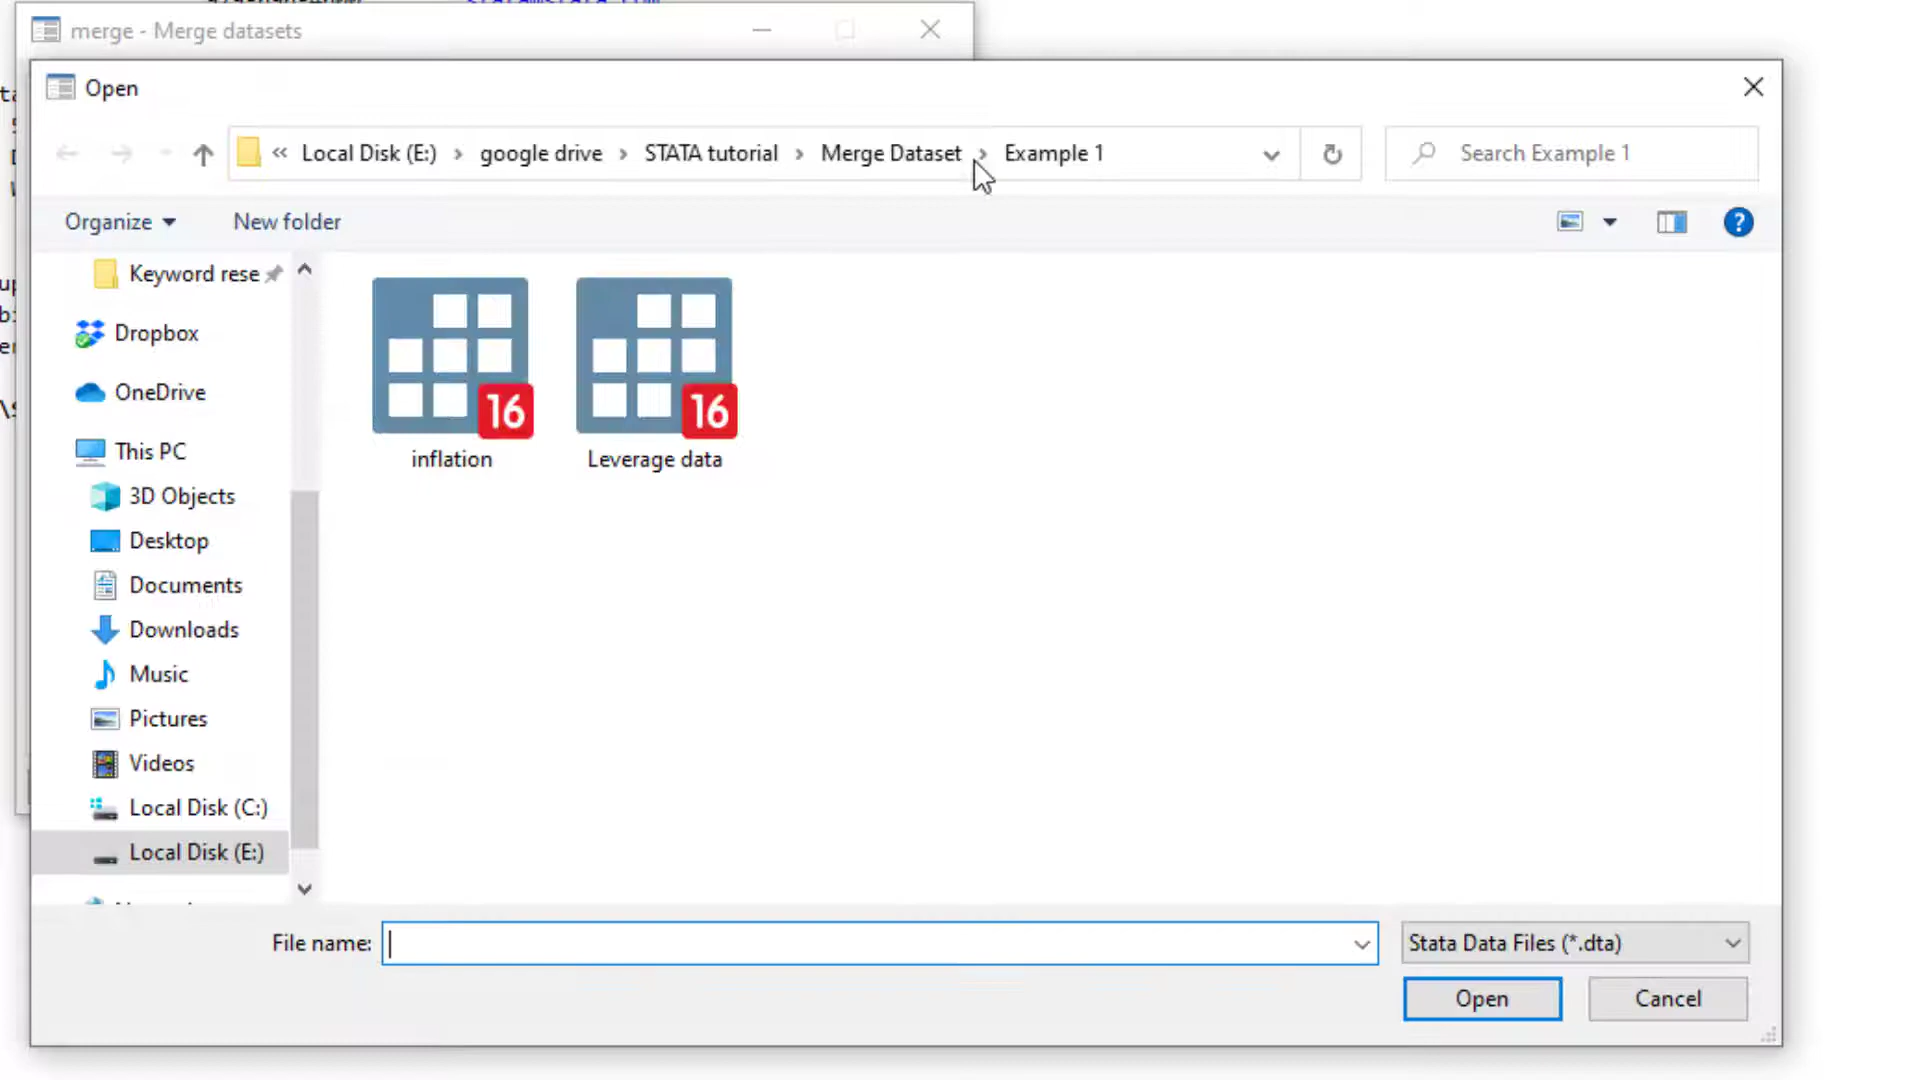 merge - Merge datasets
Open
« Local Disk (E:) › google drive › STATA tutorial › Merge Dataset › Example 1
Search Example 1
Organize
New folder
?
Keyword rese
Dropbox
OneDrive
This PC
3D Objects
Desktop
Documents
Downloads
Music
Pictures
Videos
Local Disk (C:)
Local Disk (E:)
16
inflation
16
Leverage data
File name:
Stata Data Files (*.dta)
Open
Cancel